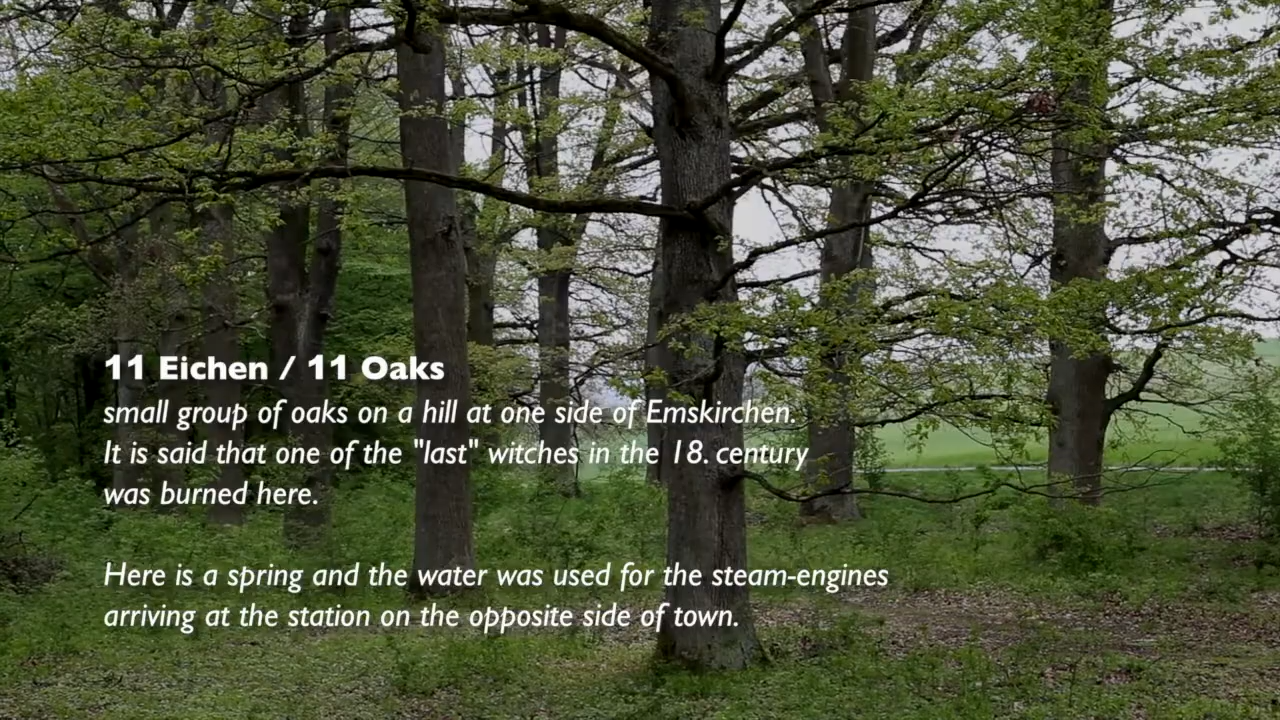 11 Eichen / 11 Oaks
small group of oaks on a hill at one side of Emskirchen.
It is said that one of the "last" witches in the 18. century
was burned here.
Here is a spring and the water was used for the steam-engines
arriving at the station on the opposite side of town.